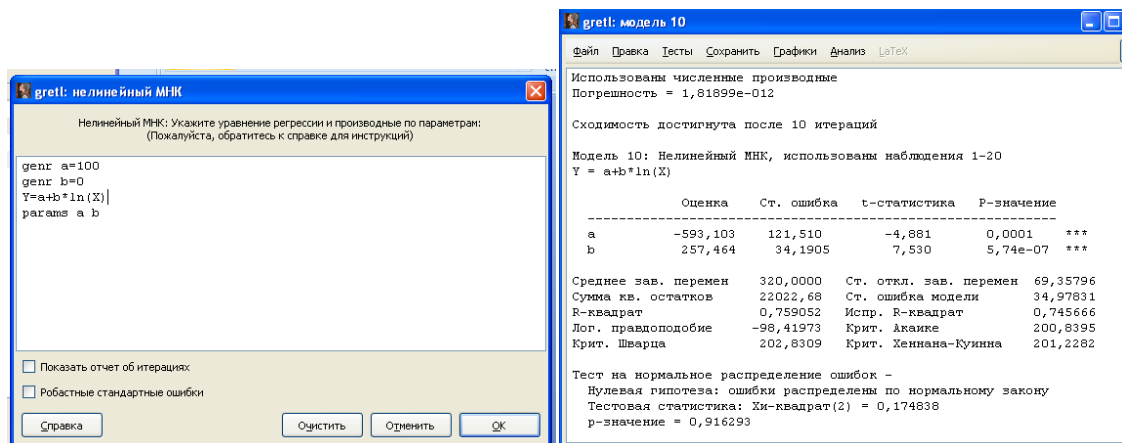 gretl: нелинейный МНК
Нелинейный МНК: Укажите уравнение регрессии и производные по параметрам:
(Пожалуйста, обратитесь к справке для инструкций)
genr a=100
genr b=0
Y=a+b*ln(X)
params a b
Показать отчет об итерациях
Робастные стандартные ошибки
Справка Очистить Отменить OK
gretl: модель 10
Файл Правка Тесты Сохранить Графики Анализ LaTeX
Использованы численные производные
Погрешность = 1,81899e-012
Сходимость достигнута после 10 итераций
Модель 10: Нелинейный МНК, использованы наблюдения 1-20
Y = a+b*ln(X)
Оценка Ст. ошибка t-статистика P-значение
a -593,103 121,510 -4,881 0,0001 ***
b 257,464 34,1905 7,530 5,74e-07 ***
Среднее зав. перемен 320,0000 Ст. откл. зав. перемен 69,35796
Сумма кв. остатков 22022,68 Ст. ошибка модели 34,97831
R-квадрат 0,759052 Испр. R-квадрат 0,745666
Лог. правдоподобие -98,41973 Крит. Акаике 200,8395
Крит. Шварца 202,8309 Крит. Хеннана-Куинна 201,2282
Тест на нормальное распределение ошибок -
Нулевая гипотеза: ошибки распределены по нормальному закону
Тестовая статистика: Хи-квадрат(2) = 0,174838
р-значение = 0,916293